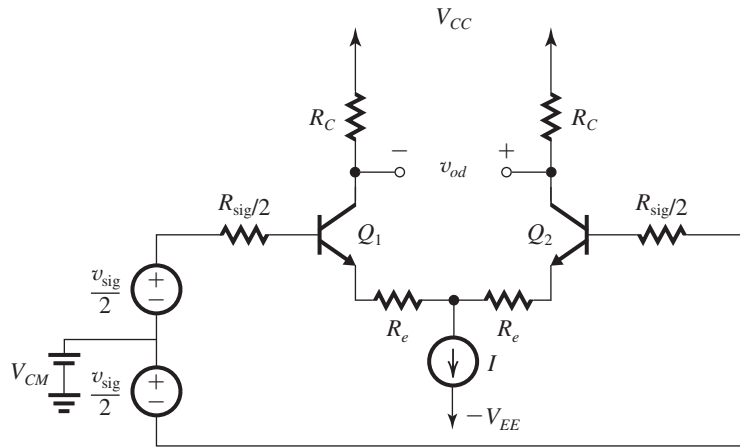 V_CC
R_C
R_C
− v_od +
R_sig/2
R_sig/2
Q_1
Q_2
v_sig/2
+
−
R_e
R_e
V_CM
v_sig/2
+
−
I
−V_EE